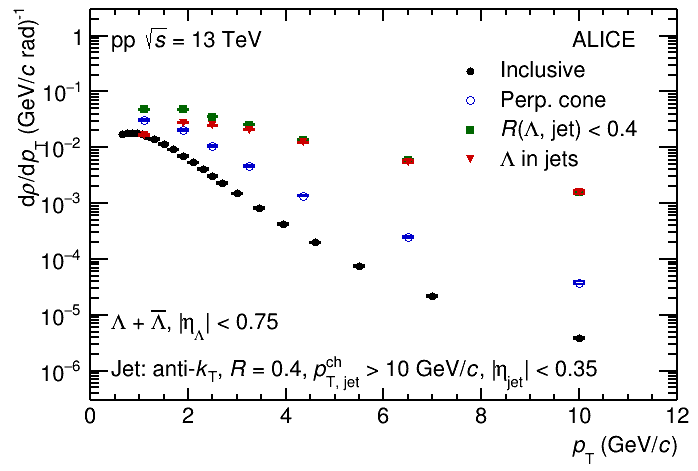 pp √s = 13 TeV
ALICE
Inclusive
Perp. cone
R(Λ, jet) < 0.4
Λ in jets
Λ + Λ̅, |η_Λ| < 0.75
Jet: anti-k_T, R = 0.4, p^ch_T, jet > 10 GeV/c, |η_jet| < 0.35
dρ/dp_T (GeV/c rad)^-1
1
10^−1
10^−2
10^−3
10^−4
10^−5
10^−6
0 2 4 6 8 10 12
p_T (GeV/c)